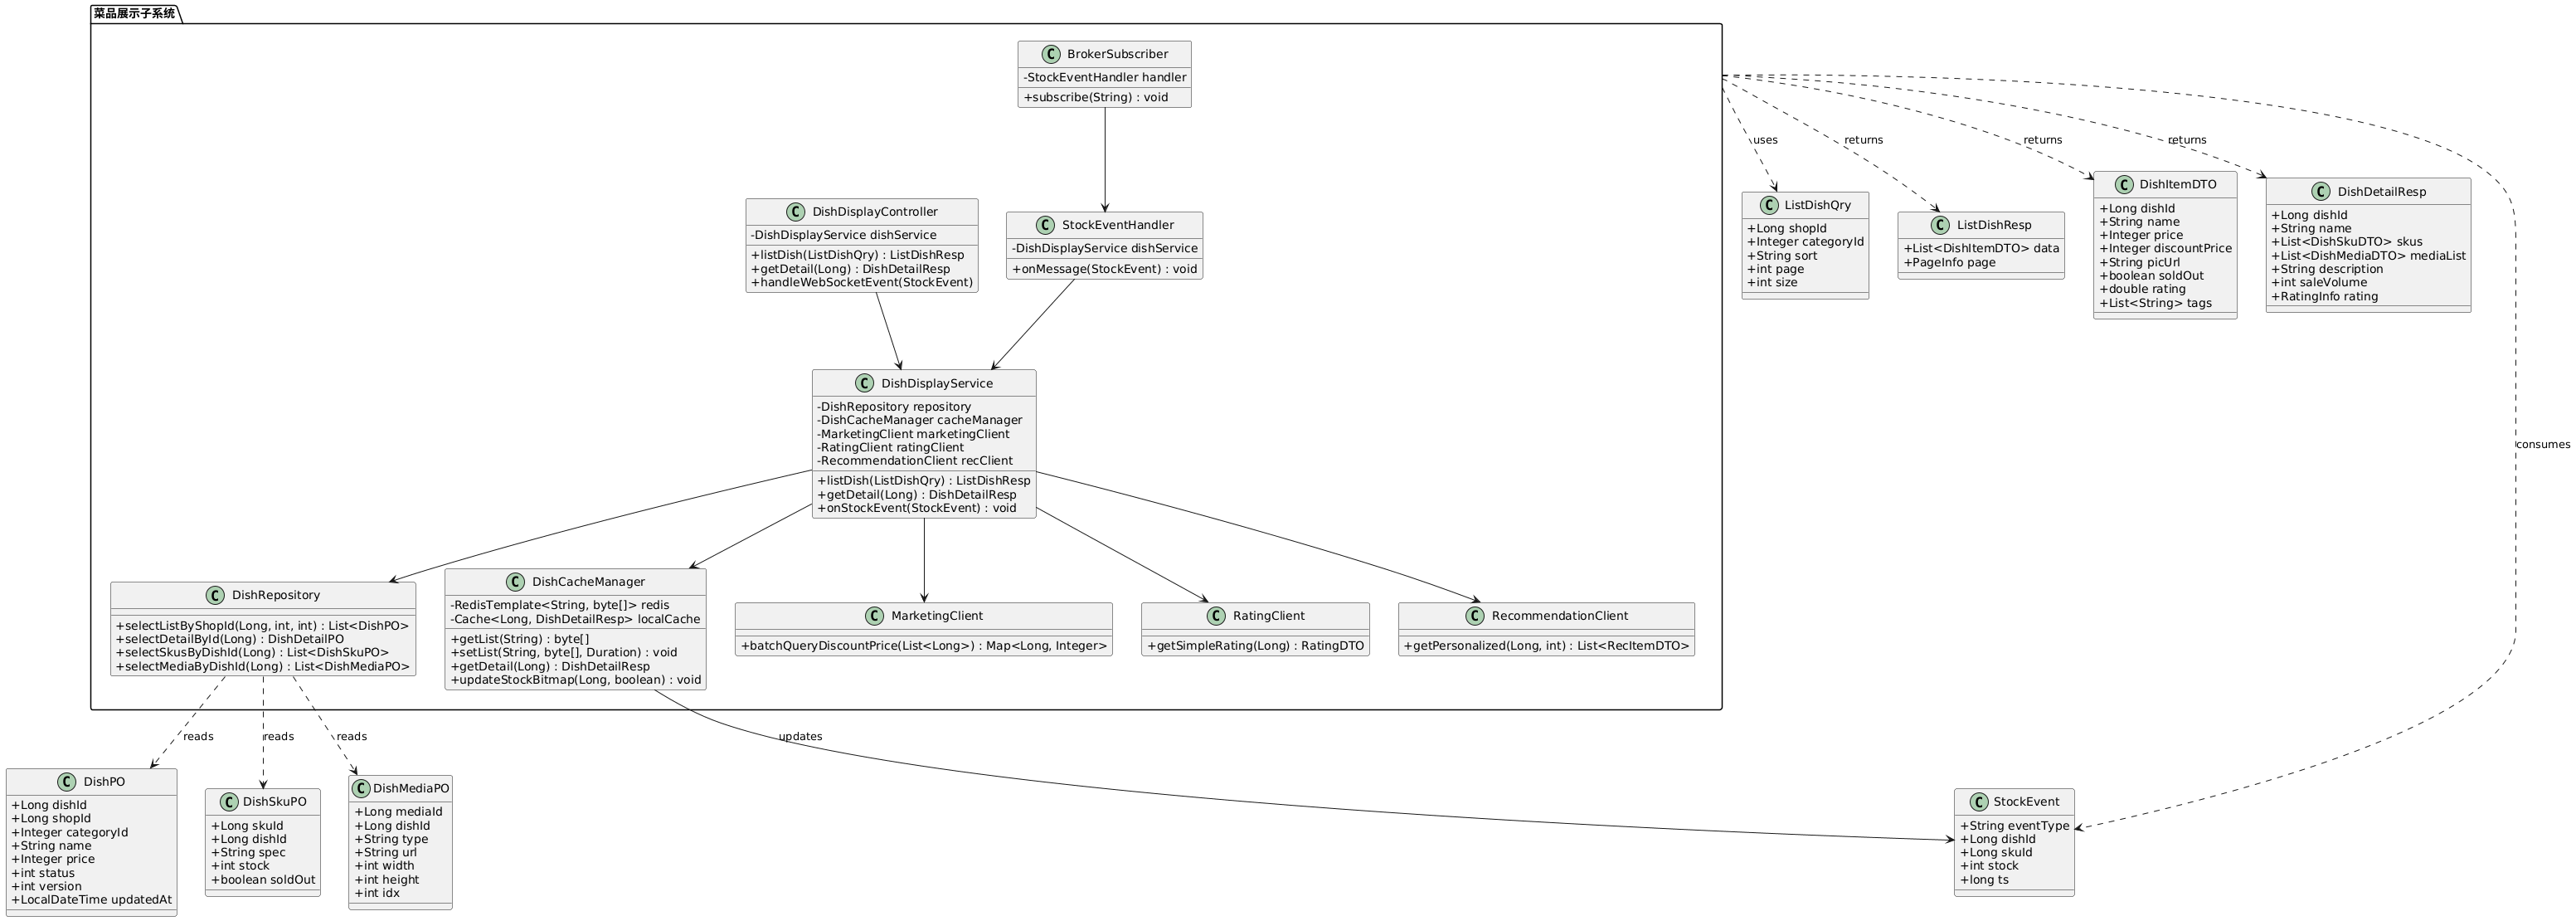 菜品展示子系统
BrokerSubscriber
-StockEventHandler handler
+subscribe(String) : void
uses
returns
returns
returns
DishDisplayController
-DishDisplayService dishService
+listDish(ListDishQry) : ListDishResp
+getDetail(Long) : DishDetailResp
+handleWebSocketEvent(StockEvent)
StockEventHandler
-DishDisplayService dishService
+onMessage(StockEvent) : void
ListDishQry
+Long shopId
+Integer categoryId
+String sort
+int page
+int size
ListDishResp
+List<DishItemDTO> data
+PageInfo page
DishItemDTO
+Long dishId
+String name
+Integer price
+Integer discountPrice
+String picUrl
+boolean soldOut
+double rating
+List<String> tags
DishDetailResp
+Long dishId
+String name
+List<DishSkuDTO> skus
+List<DishMediaDTO> mediaList
+String description
+int saleVolume
+RatingInfo rating
DishDisplayService
-DishRepository repository
-DishCacheManager cacheManager
-MarketingClient marketingClient
-RatingClient ratingClient
-RecommendationClient recClient
+listDish(ListDishQry) : ListDishResp
+getDetail(Long) : DishDetailResp
+onStockEvent(StockEvent) : void
consumes
DishRepository
+selectListByShopId(Long, int, int) : List<DishPO>
+selectDetailById(Long) : DishDetailPO
+selectSkusByDishId(Long) : List<DishSkuPO>
+selectMediaByDishId(Long) : List<DishMediaPO>
DishCacheManager
-RedisTemplate<String, byte[]> redis
-Cache<Long, DishDetailResp> localCache
+getList(String) : byte[]
+setList(String, byte[], Duration) : void
+getDetail(Long) : DishDetailResp
+updateStockBitmap(Long, boolean) : void
MarketingClient
+batchQueryDiscountPrice(List<Long>) : Map<Long, Integer>
RatingClient
+getSimpleRating(Long) : RatingDTO
RecommendationClient
+getPersonalized(Long, int) : List<RecItemDTO>
reads
reads
reads
updates
DishPO
+Long dishId
+Long shopId
+Integer categoryId
+String name
+Integer price
+int status
+int version
+LocalDateTime updatedAt
DishSkuPO
+Long skuId
+Long dishId
+String spec
+int stock
+boolean soldOut
DishMediaPO
+Long mediaId
+Long dishId
+String type
+String url
+int width
+int height
+int idx
StockEvent
+String eventType
+Long dishId
+Long skuId
+int stock
+long ts